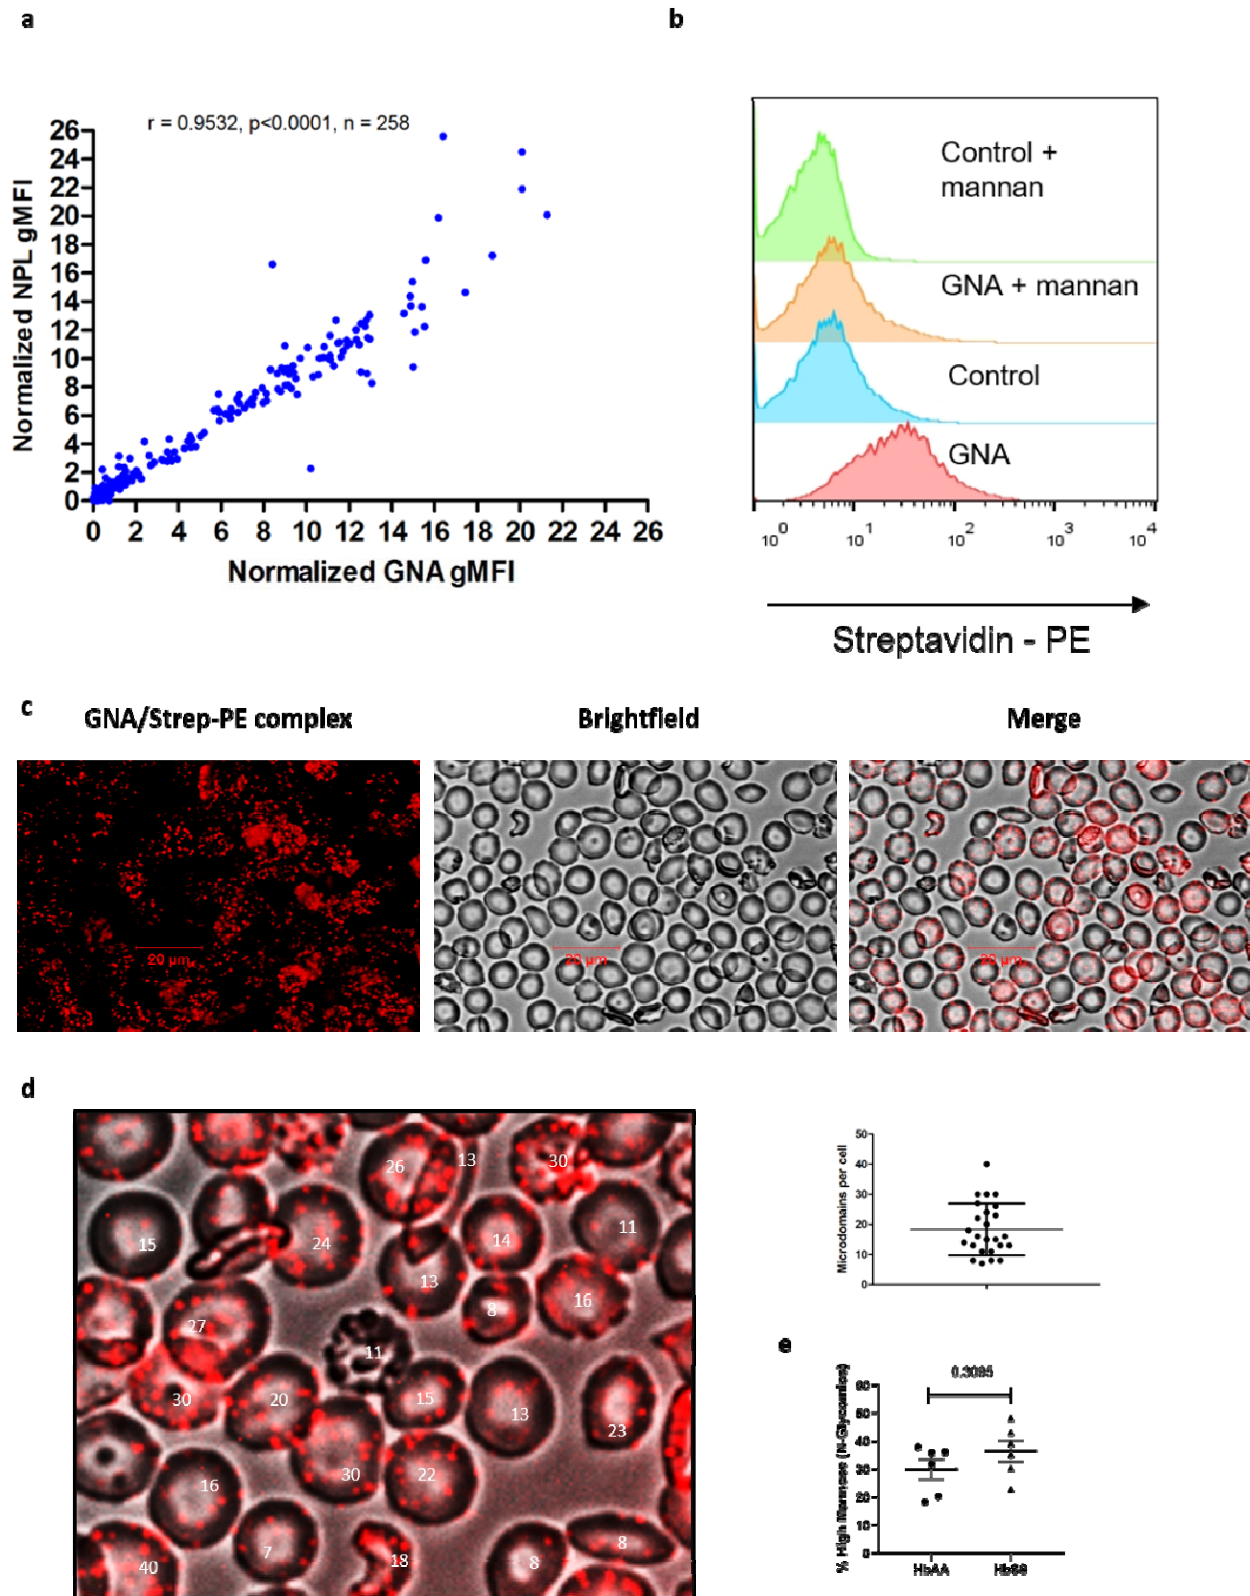 a
b
r = 0.9532, p<0.0001, n = 258
26
24
22
20
18
16
14
12
10
8
6
4
2
0
Normalized NPL gMFI
0 2 4 6 8 10 12 14 16 18 20 22 24 26
Normalized GNA gMFI
Control +
mannan
GNA + mannan
Control
GNA
10^0 10^1 10^2 10^3 10^4
Streptavidin - PE
c
GNA/Strep-PE complex
Brightfield
Merge
20 µm
20 µm
20 µm
d
26 13 30
15 24 14 11
13 8 16
27 11
30 20 15 13 23
16 30 22
40 7 18 8 8
50
40
30
20
10
0
Microdomains per cell
e
0.3095
60
50
40
30
20
10
0
% High Mannose (N-Glycomics)
HbAA HbSS